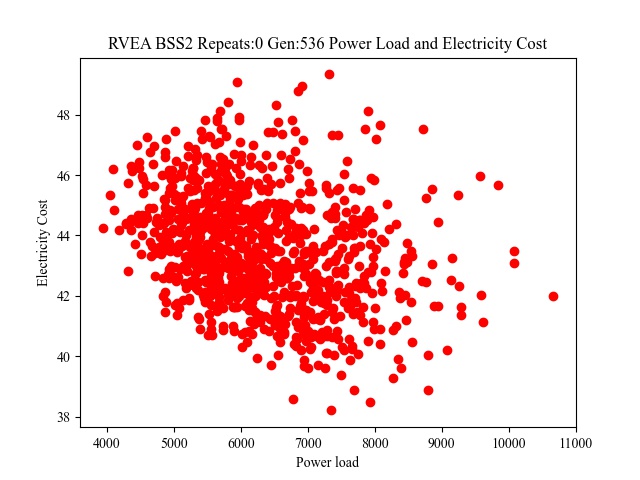 RVEA BSS2 Repeats:0 Gen:536 Power Load and Electricity Cost
48
46
44
42
40
38
Electricity Cost
4000 5000 6000 7000 8000 9000 10000 11000
Power load